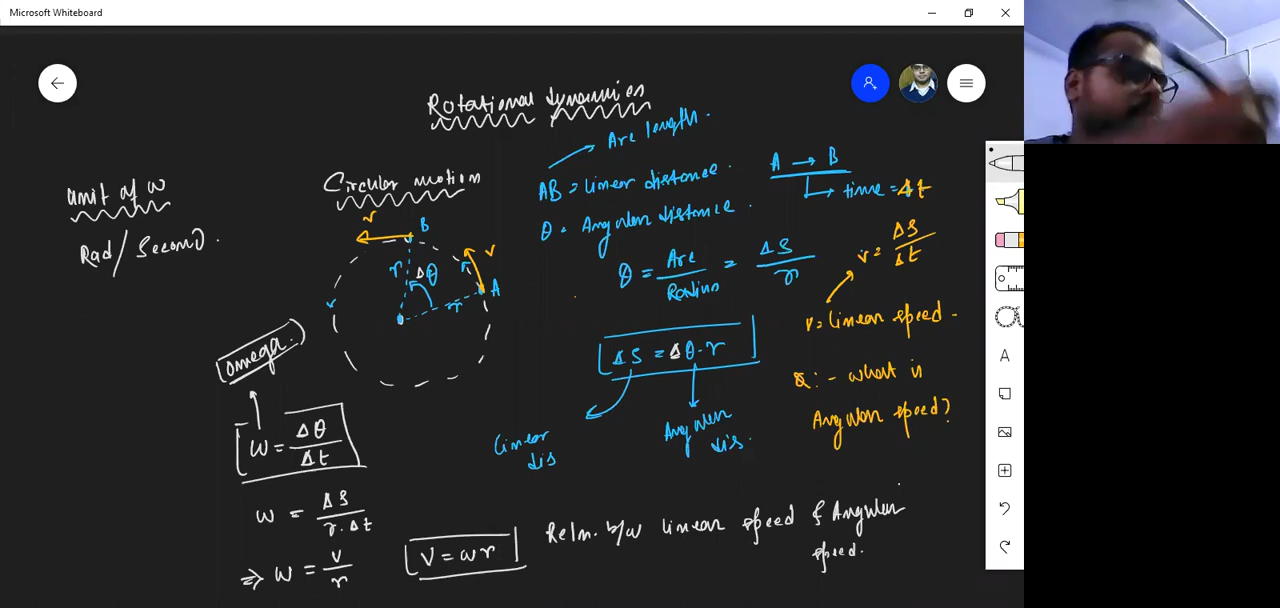 Microsoft Whiteboard
Rotational dynamics
Arc length.
unit of ω
Rad/Second.
Circular motion
v
B
v
r
Δθ
r
A
AB = linear distance.
θ = Angular distance.
θ = Arc/Radius = ΔS/r
ΔS = Δθ·r
linear dis
Angular dis.
A → B
time = Δt
v = ΔS/Δt
v = linear speed.
Q:- what is
Angular speed?
omega.
ω = Δθ/Δt
ω = ΔS/r.Δt
⇒ ω = v/r
V = ωr
Reln. b/w linear speed & Angular
speed.
A